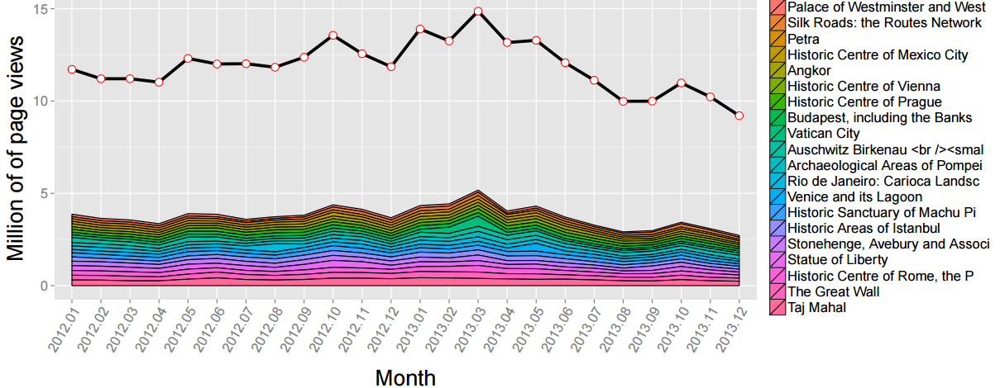 Million of of page views
15
10
5
0
2012.01
2012.02
2012.03
2012.04
2012.05
2012.06
2012.07
2012.08
2012.09
2012.10
2012.11
2012.12
2013.01
2013.02
2013.03
2013.04
2013.05
2013.06
2013.07
2013.08
2013.09
2013.10
2013.11
2013.12
Month
Palace of Westminster and West
Silk Roads: the Routes Network
Petra
Historic Centre of Mexico City
Angkor
Historic Centre of Vienna
Historic Centre of Prague
Budapest, including the Banks
Vatican City
Auschwitz Birkenau <br /><smal
Archaeological Areas of Pompei
Rio de Janeiro: Carioca Landsc
Venice and its Lagoon
Historic Sanctuary of Machu Pi
Historic Areas of Istanbul
Stonehenge, Avebury and Associ
Statue of Liberty
Historic Centre of Rome, the P
The Great Wall
Taj Mahal